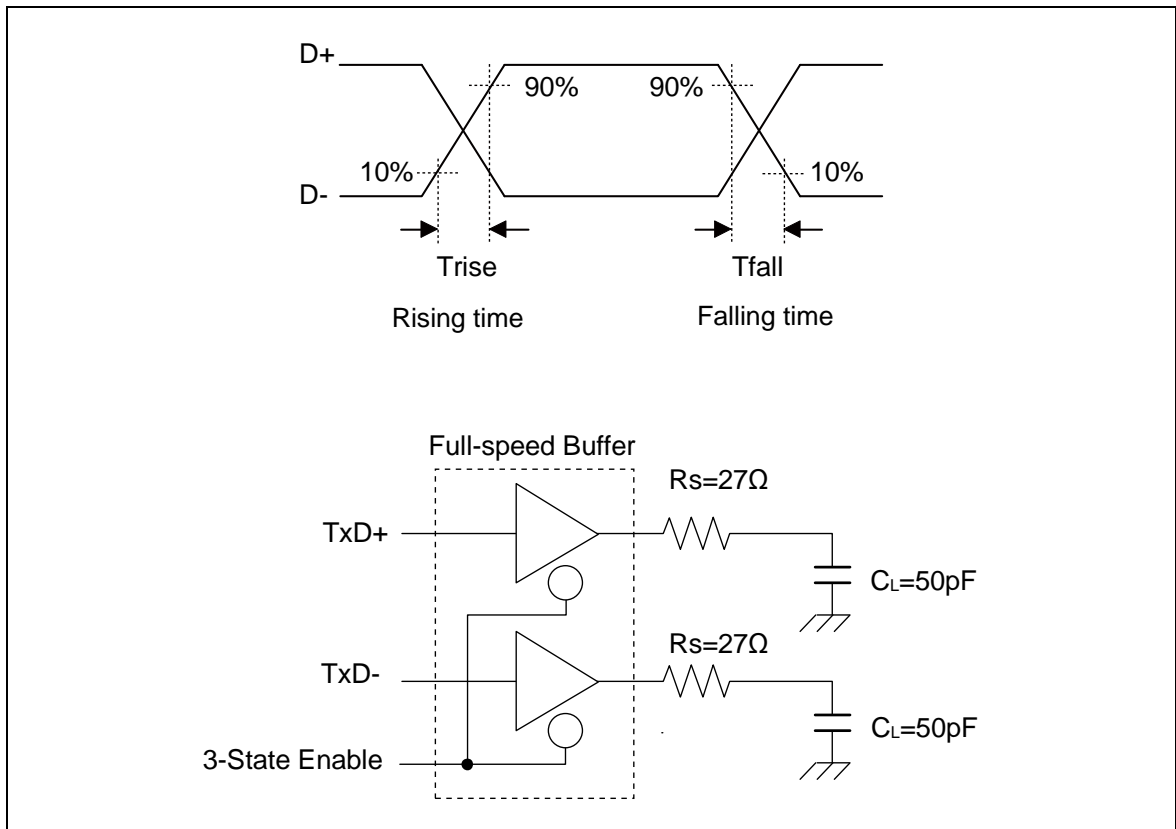 D+
90%
90%
10%
10%
D-
Trise
Tfall
Rising time
Falling time
Full-speed Buffer
Rs=27Ω
TxD+
CL=50pF
Rs=27Ω
TxD-
CL=50pF
3-State Enable